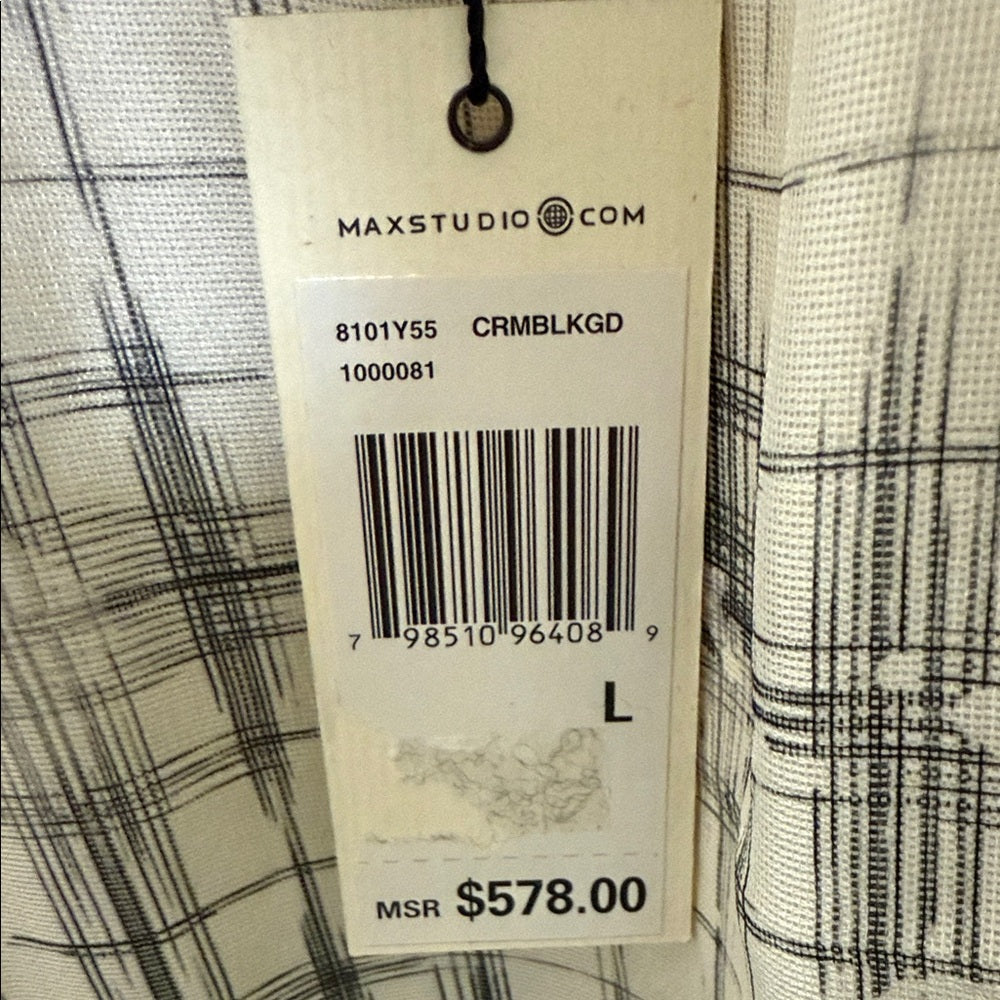 MAXSTUDIO COM
8101Y55 CRMBLKGD
1000081
7 98510 96408 9
L
MSR $578.00